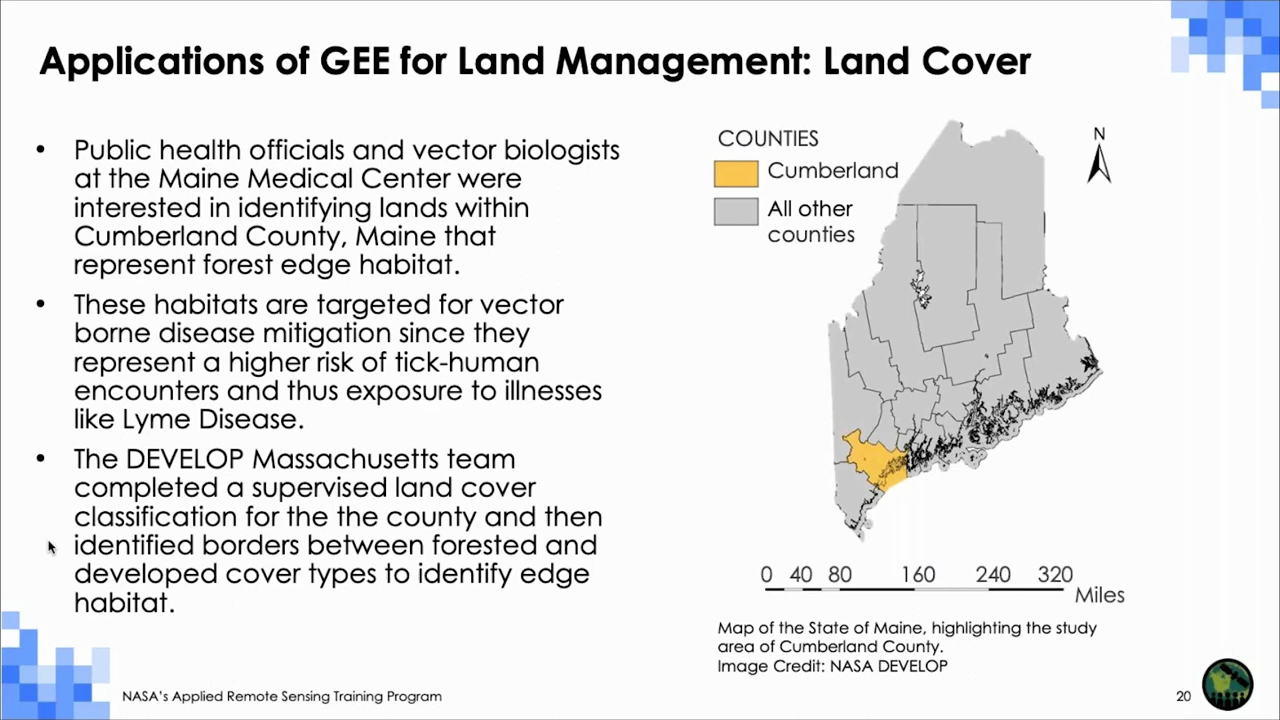 Applications of GEE for Land Management: Land Cover
• Public health officials and vector biologists
at the Maine Medical Center were
interested in identifying lands within
Cumberland County, Maine that
represent forest edge habitat.
• These habitats are targeted for vector
borne disease mitigation since they
represent a higher risk of tick-human
encounters and thus exposure to illnesses
like Lyme Disease.
• The DEVELOP Massachusetts team
completed a supervised land cover
classification for the the county and then
identified borders between forested and
developed cover types to identify edge
habitat.
COUNTIES
Cumberland
All other
counties
N
0 40 80 160 240 320
Miles
Map of the State of Maine, highlighting the study
area of Cumberland County.
Image Credit: NASA DEVELOP
NASA's Applied Remote Sensing Training Program
20